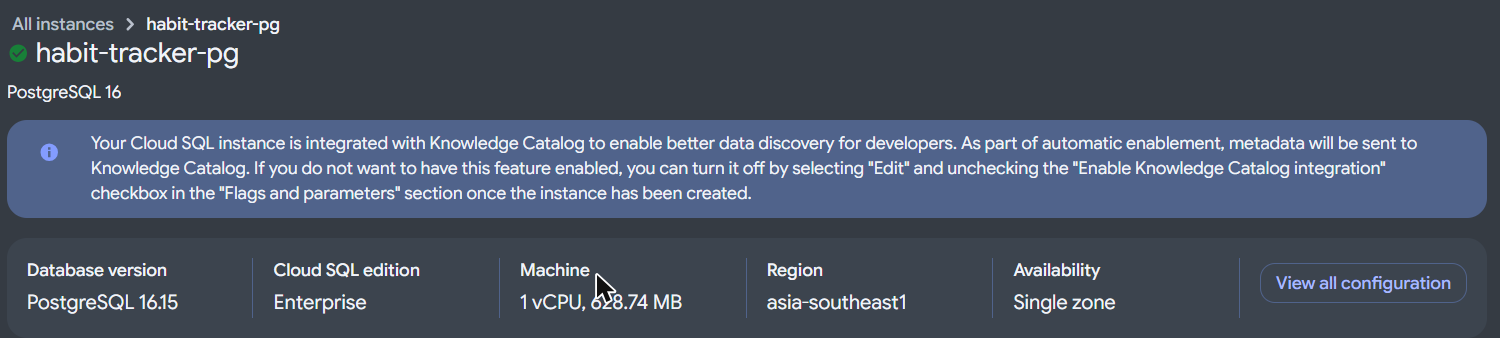 All instances > habit-tracker-pg
habit-tracker-pg
PostgreSQL 16
Your Cloud SQL instance is integrated with Knowledge Catalog to enable better data discovery for developers. As part of automatic enablement, metadata will be sent to
Knowledge Catalog. If you do not want to have this feature enabled, you can turn it off by selecting "Edit" and unchecking the "Enable Knowledge Catalog integration"
checkbox in the "Flags and parameters" section once the instance has been created.
Database version
PostgreSQL 16.15
Cloud SQL edition
Enterprise
Machine
1 vCPU, 628.74 MB
Region
asia-southeast1
Availability
Single zone
View all configuration